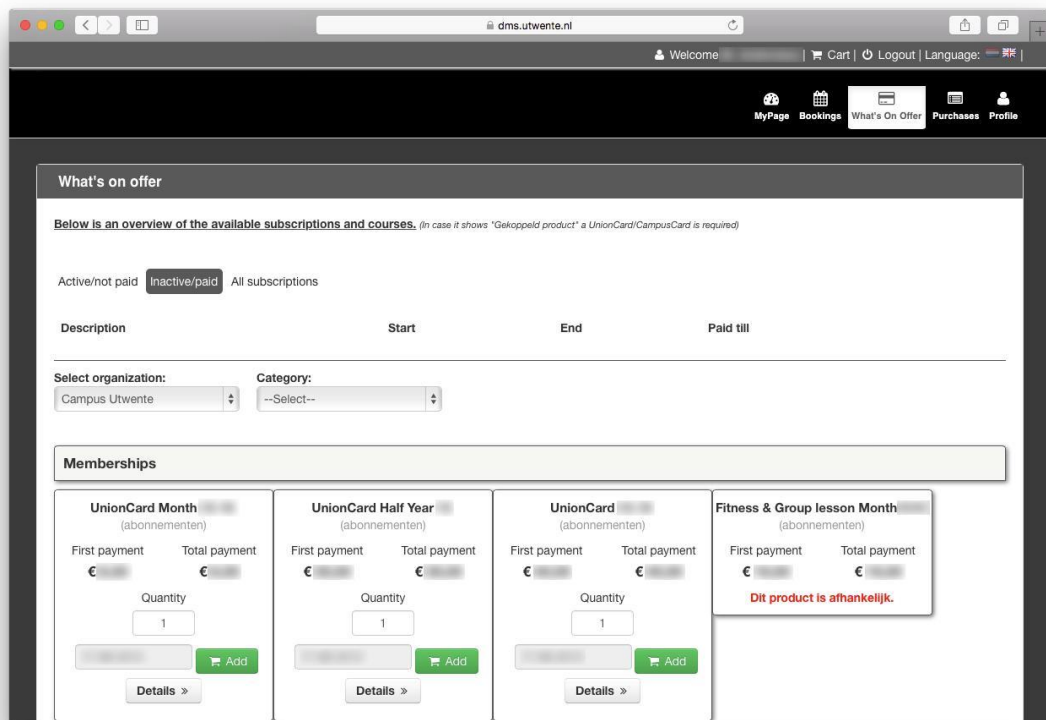 dms.utwente.nl
Welcome | Cart | Logout | Language: |
MyPage Bookings What's On Offer Purchases Profile
What's on offer
Below is an overview of the available subscriptions and courses. (In case it shows "Gekoppeld product" a UnionCard/CampusCard is required)
Active/not paid Inactive/paid All subscriptions
Description Start End Paid till
Select organization: Category:
Campus Utwente --Select--
Memberships
UnionCard Month UnionCard Half Year UnionCard Fitness & Group lesson Month
(abonnementen) (abonnementen) (abonnementen) (abonnementen)
First payment Total payment First payment Total payment First payment Total payment First payment Total payment
€ € € € € € € €
Quantity Quantity Quantity Dit product is afhankelijk.
1 1 1
Add Add Add
Details » Details » Details »